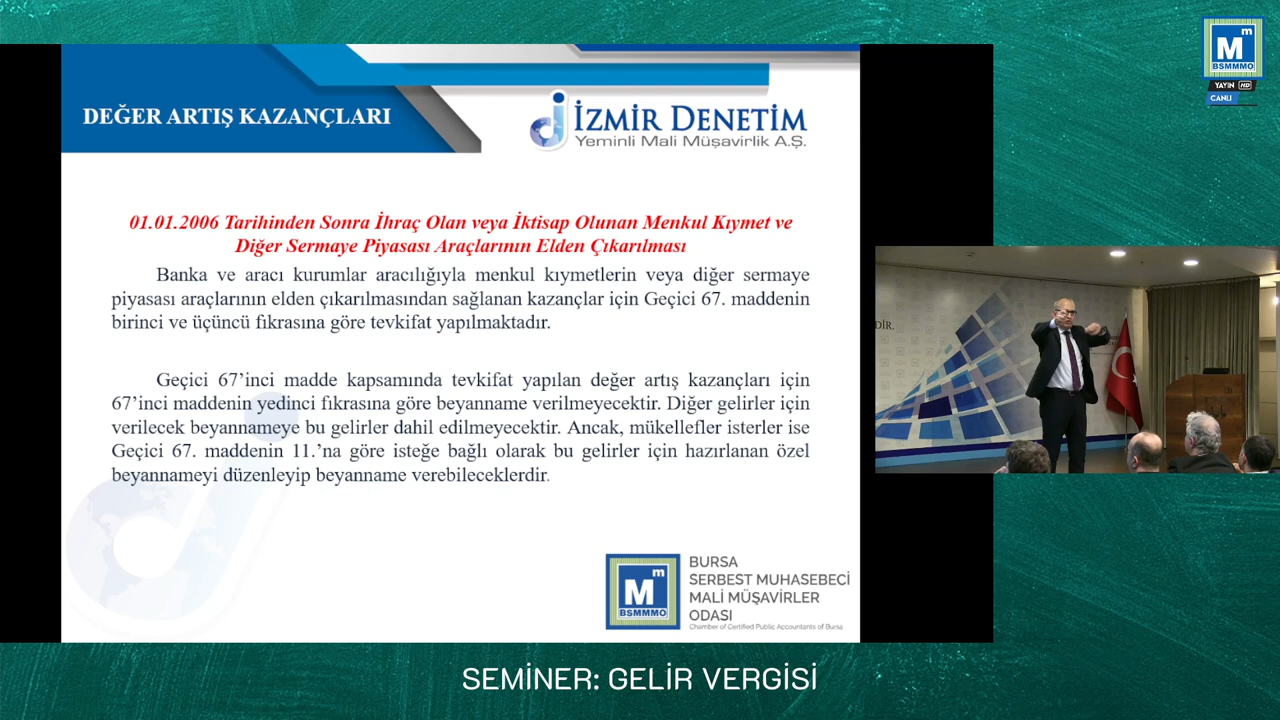 M m
BSMMMO
YAYIN HD
CANLI
DEĞER ARTIŞ KAZANÇLARI
İZMİR DENETİM
Yeminli Mali Müşavirlik A.Ş.
01.01.2006 Tarihinden Sonra İhraç Olan veya İktisap Olunan Menkul Kıymet ve
Diğer Sermaye Piyasası Araçlarının Elden Çıkarılması
Banka ve aracı kurumlar aracılığıyla menkul kıymetlerin veya diğer sermaye
piyasası araçlarının elden çıkarılmasından sağlanan kazançlar için Geçici 67. maddenin
birinci ve üçüncü fıkrasına göre tevkifat yapılmaktadır.
Geçici 67’inci madde kapsamında tevkifat yapılan değer artış kazançları için
67’inci maddenin yedinci fıkrasına göre beyanname verilmeyecektir. Diğer gelirler için
verilecek beyannameye bu gelirler dahil edilmeyecektir. Ancak, mükellefler isterler ise
Geçici 67. maddenin 11.’na göre isteğe bağlı olarak bu gelirler için hazırlanan özel
beyannameyi düzenleyip beyanname verebileceklerdir.
DİR.
M m
BSMMMO
BURSA
SERBEST MUHASEBECİ
MALİ MÜŞAVİRLER
ODASI
Chamber of Certified Public Accountants of Bursa
SEMİNER: GELİR VERGİSİ